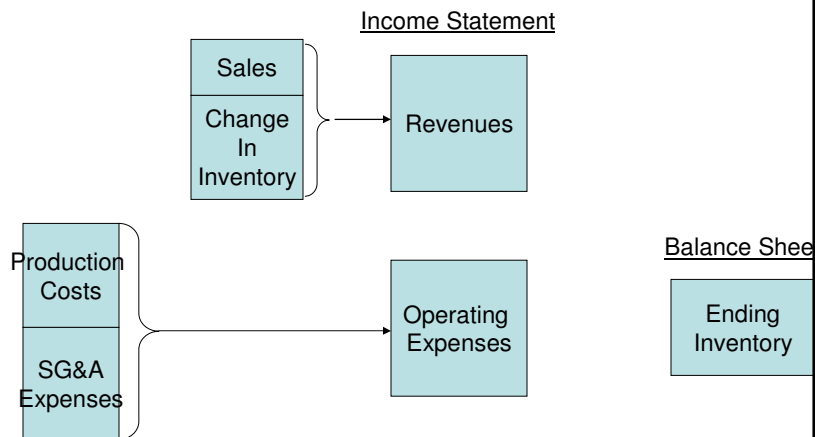 Income Statement
Sales
Change
In
Inventory
Revenues
Production
Costs
SG&A
Expenses
Operating
Expenses
Balance Shee
Ending
Inventory